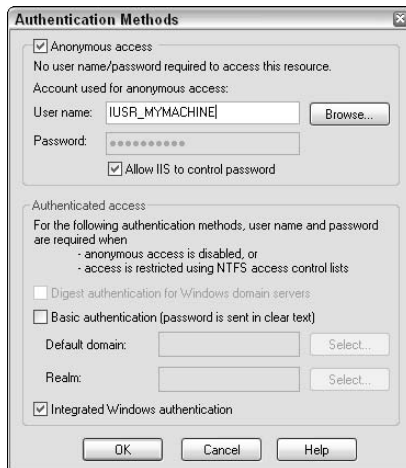 Authentication Methods
Anonymous access
No user name/password required to access this resource.
Account used for anonymous access:
User name: IUSR_MYMACHINE Browse...
Password: ●●●●●●●●●●
Allow IIS to control password
Authenticated access
For the following authentication methods, user name and password
are required when
- anonymous access is disabled, or
- access is restricted using NTFS access control lists
Digest authentication for Windows domain servers
Basic authentication (password is sent in clear text)
Default domain: Select...
Realm: Select...
Integrated Windows authentication
OK Cancel Help